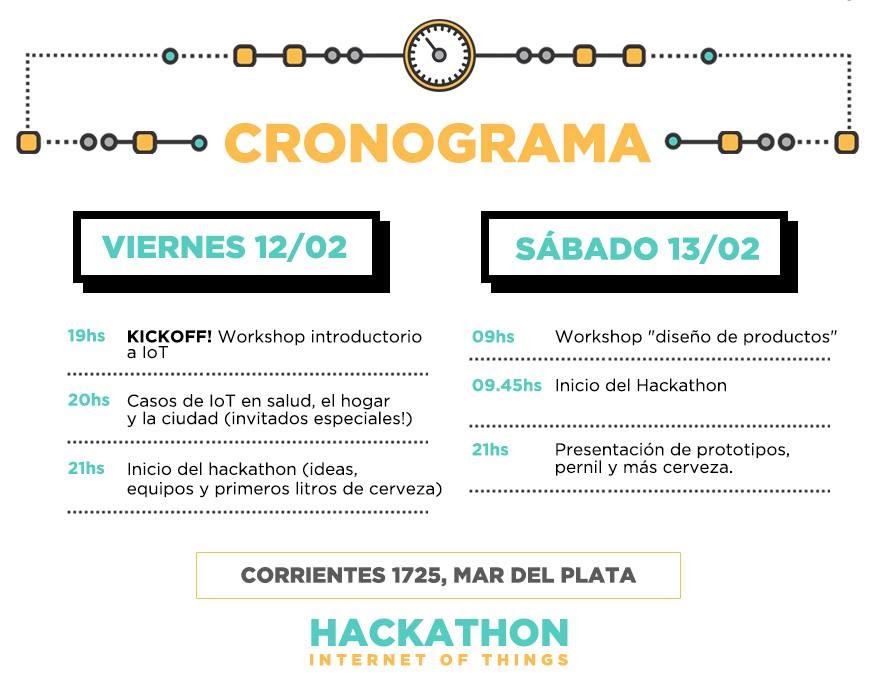 CRONOGRAMA
VIERNES 12/02
19hs KICKOFF! Workshop introductorio
a IoT
20hs Casos de IoT en salud, el hogar
y la ciudad (invitados especiales!)
21hs Inicio del hackathon (ideas,
equipos y primeros litros de cerveza)
SÁBADO 13/02
09hs Workshop "diseño de productos"
09.45hs Inicio del Hackathon
21hs Presentación de prototipos,
pernil y más cerveza.
CORRIENTES 1725, MAR DEL PLATA
HACKATHON
INTERNET OF THINGS